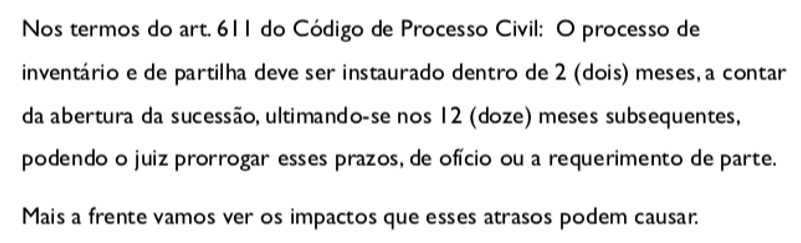 Nos termos do art. 611 do Código de Processo Civil: O processo de
inventário e de partilha deve ser instaurado dentro de 2 (dois) meses, a contar
da abertura da sucessão, ultimando-se nos 12 (doze) meses subsequentes,
podendo o juiz prorrogar esses prazos, de ofício ou a requerimento de parte.
Mais a frente vamos ver os impactos que esses atrasos podem causar.